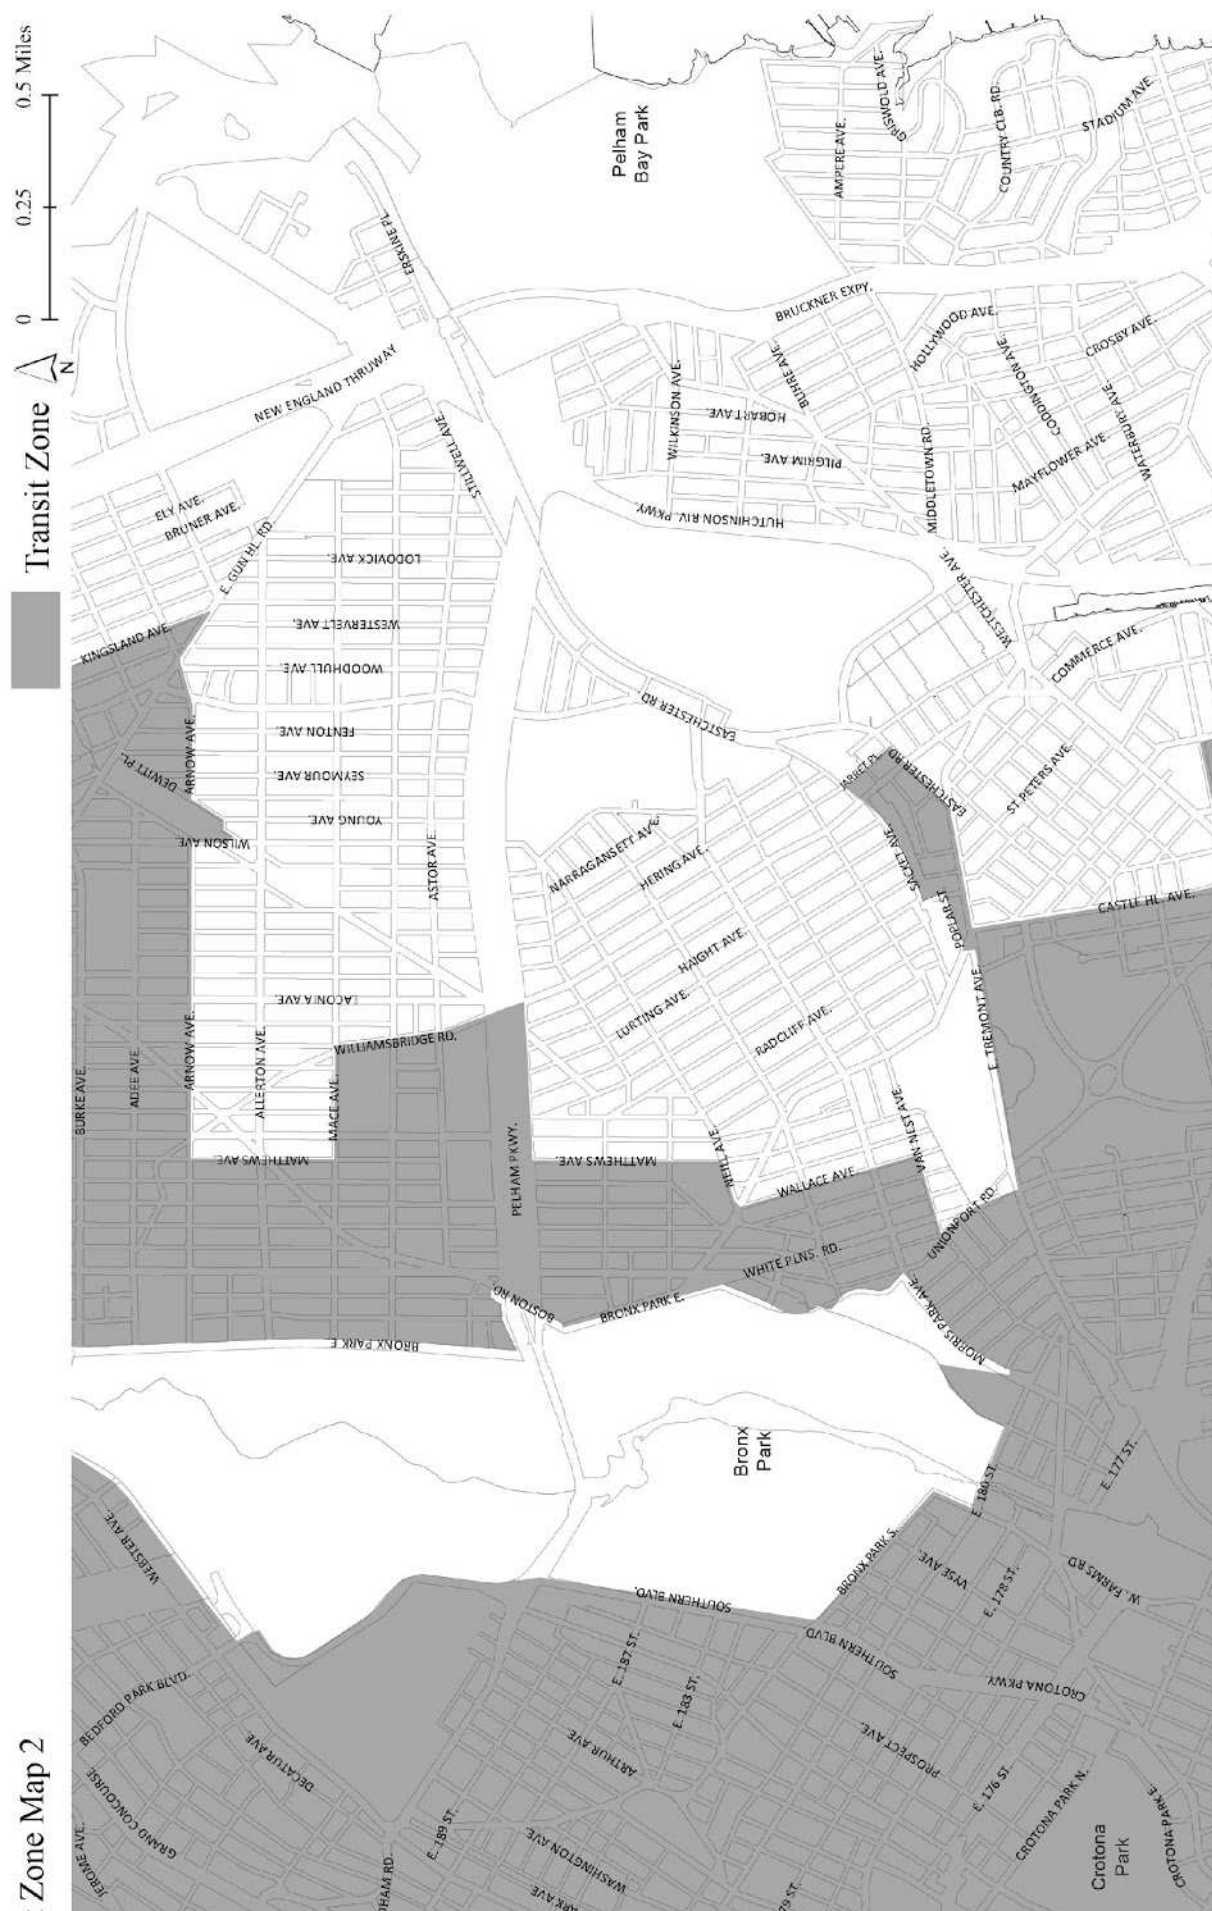 : Zone Map 2
Transit Zone
N
0
0.25
0.5 Miles
JEROME AVE.
GRAND CONCOURSE
BEDFORD PARK BLVD.
WEBSTER AVE.
DECATUR AVE
BRONX PARK E
BURKE AVE.
ADEE AVE.
ARNOW AVE.
ALLERTON AVE.
MATTHEWS AVE.
MACE AVE.
WILLIAMSBRIDGE RD.
LACONIA AVE.
ARNOW AVE.
WILSON AVE.
DEWITT PL.
YOUNG AVE.
SEYMOUR AVE.
FENTON AVE.
WOODHULL AVE.
WESTERVELT AVE.
LODOVICK AVE.
ASTOR AVE.
KINGSLAND AVE.
E. GUN HL. RD
ELY AVE.
BRUNER AVE.
NEW ENGLAND THRUWAY
STILLWELL AVE.
ERSKINE PL.
Pelham
Bay Park
PELHAM PKWY.
BOSTON RD.
BRONX PARK E.
WHITE PLNS. RD.
MATTHEWS AVE.
NEIL AVE.
WALLACE AVE.
VAN NEST AVE.
UNIONPORT RD.
MORRIS PARK AVE.
LURTING AVE.
HAIGHT AVE.
RADCLIFF AVE.
NARRAGANSETT AVE.
HERING AVE.
EASTCHESTER RD.
JARRET PL.
SACKET AVE.
EASTCHESTER RD
POPLAR ST.
E. TREMONT AVE.
CASTLE HL. AVE.
ST. PETERS AVE.
COMMERCE AVE.
WESTCHESTER AVE.
HUTCHINSON RIV. PKWY.
WILKINSON AVE.
HOBART AVE.
PILGRIM AVE.
BUHRE AVE.
BRUCKNER EXPY.
MIDDLETOWN RD.
HOLLYWOOD AVE.
CODDINGTON AVE.
MAYFLOWER AVE.
WATERBURY AVE.
CROSBY AVE.
AMPERE AVE.
GRISWOLD AVE.
COUNTRY CLB. RD.
STADIUM AVE.
Bronx
Park
SOUTHERN BLVD.
BRONX PARK S.
E. 180 ST.
E. 177 ST.
VYSE AVE.
E. 178 ST.
W. FARMS RD
SOUTHERN BLVD
CROTONA PKWY.
PROSPECT AVE.
E. 176 ST.
CROTONA PARK N.
Crotona
Park
CROTONA PARK E.
E. 187 ST.
E. 183 ST.
ARTHUR AVE
E. 189 ST.
WASHINGTON AVE.
ARK AVE
DHAM RD.
79 ST.